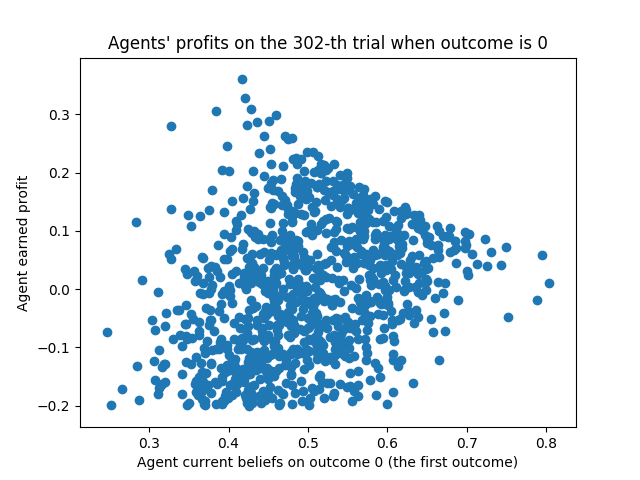 Agents' profits on the 302-th trial when outcome is 0
Agent earned profit
0.3
0.2
0.1
0.0
−0.1
−0.2
0.3 0.4 0.5 0.6 0.7 0.8
Agent current beliefs on outcome 0 (the first outcome)